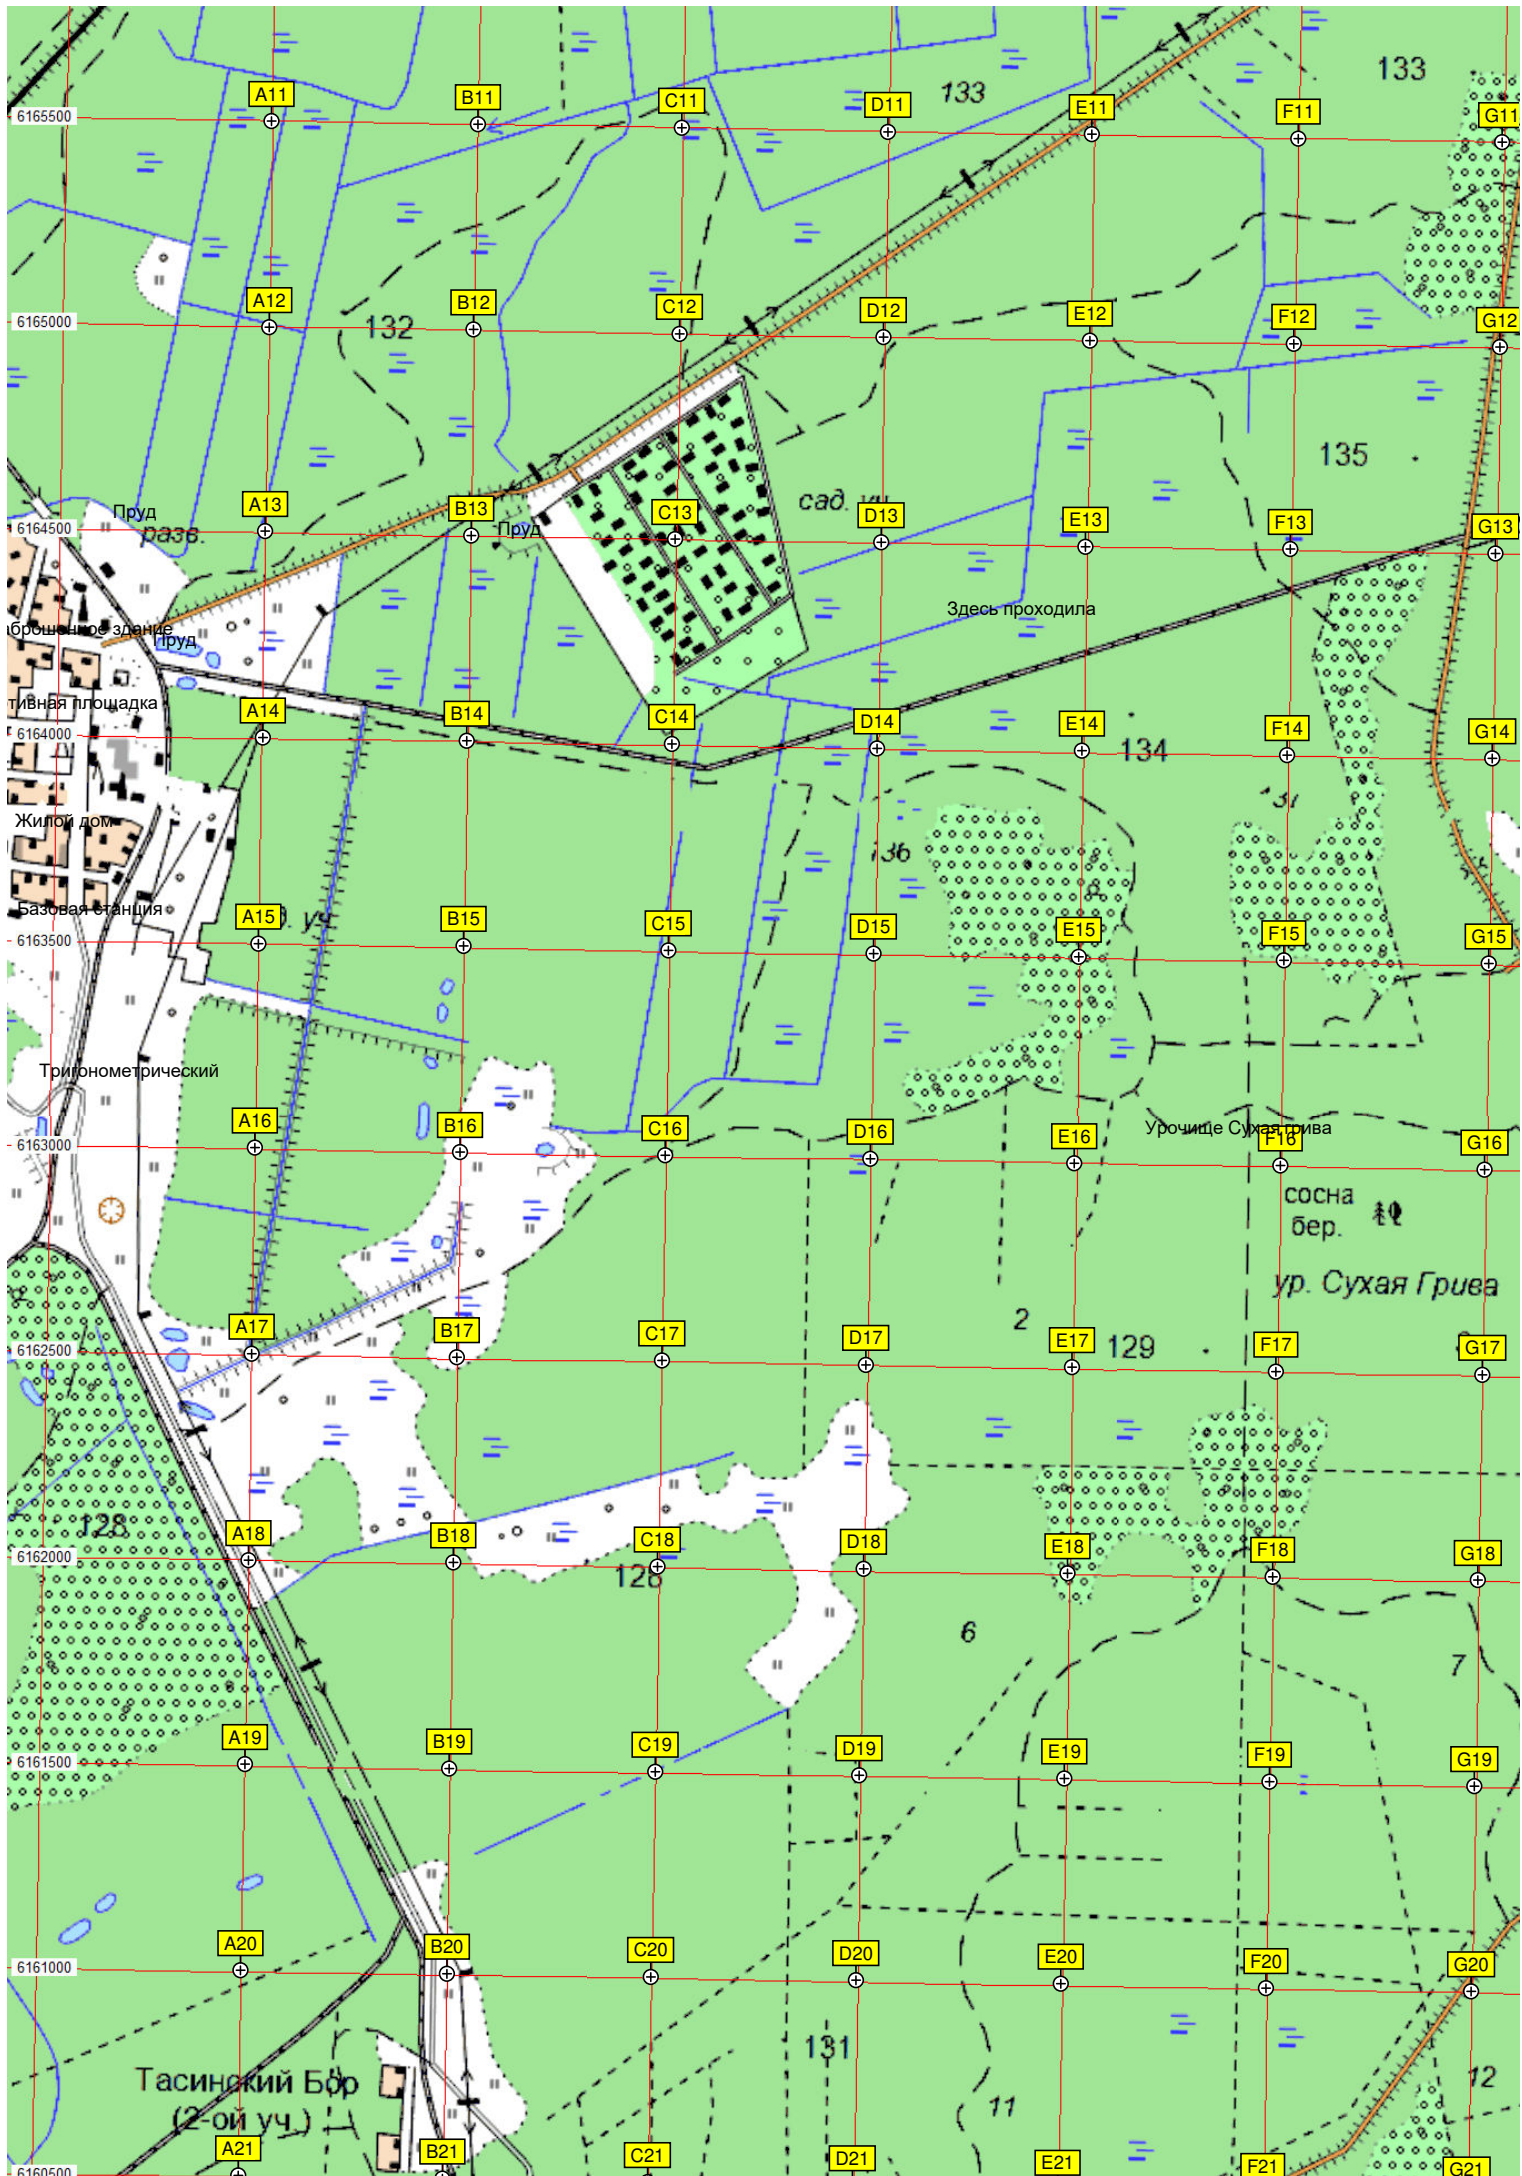 133
133
A11
B11
C11
D11
E11
F11
G11
6165500
A12
B12
C12
D12
E12
F12
G12
6165000
132
135
A13
B13
C13
D13
E13
F13
G13
6164500
Пруд
разв.
Пруд
сад. уч.
Здесь проходила
аброшенное здание
Пруд
тивная площадка
A14
B14
C14
D14
E14
F14
G14
6164000
134
131
Жилой дом
136
Базовая станция
A15
B15
C15
D15
E15
F15
G15
6163500
уч
Тригонометрический
A16
B16
C16
D16
E16
F16
G16
6163000
Урочище Сухая грива
сосна
бер.
ур. Сухая Грива
2
129
A17
B17
C17
D17
E17
F17
G17
6162500
128
A18
B18
C18
D18
E18
F18
G18
6162000
128
6
7
A19
B19
C19
D19
E19
F19
G19
6161500
A20
B20
C20
D20
E20
F20
G20
6161000
131
Тасинский Бор
(2-ой уч.)
11
12
A21
B21
C21
D21
E21
F21
G21
6160500